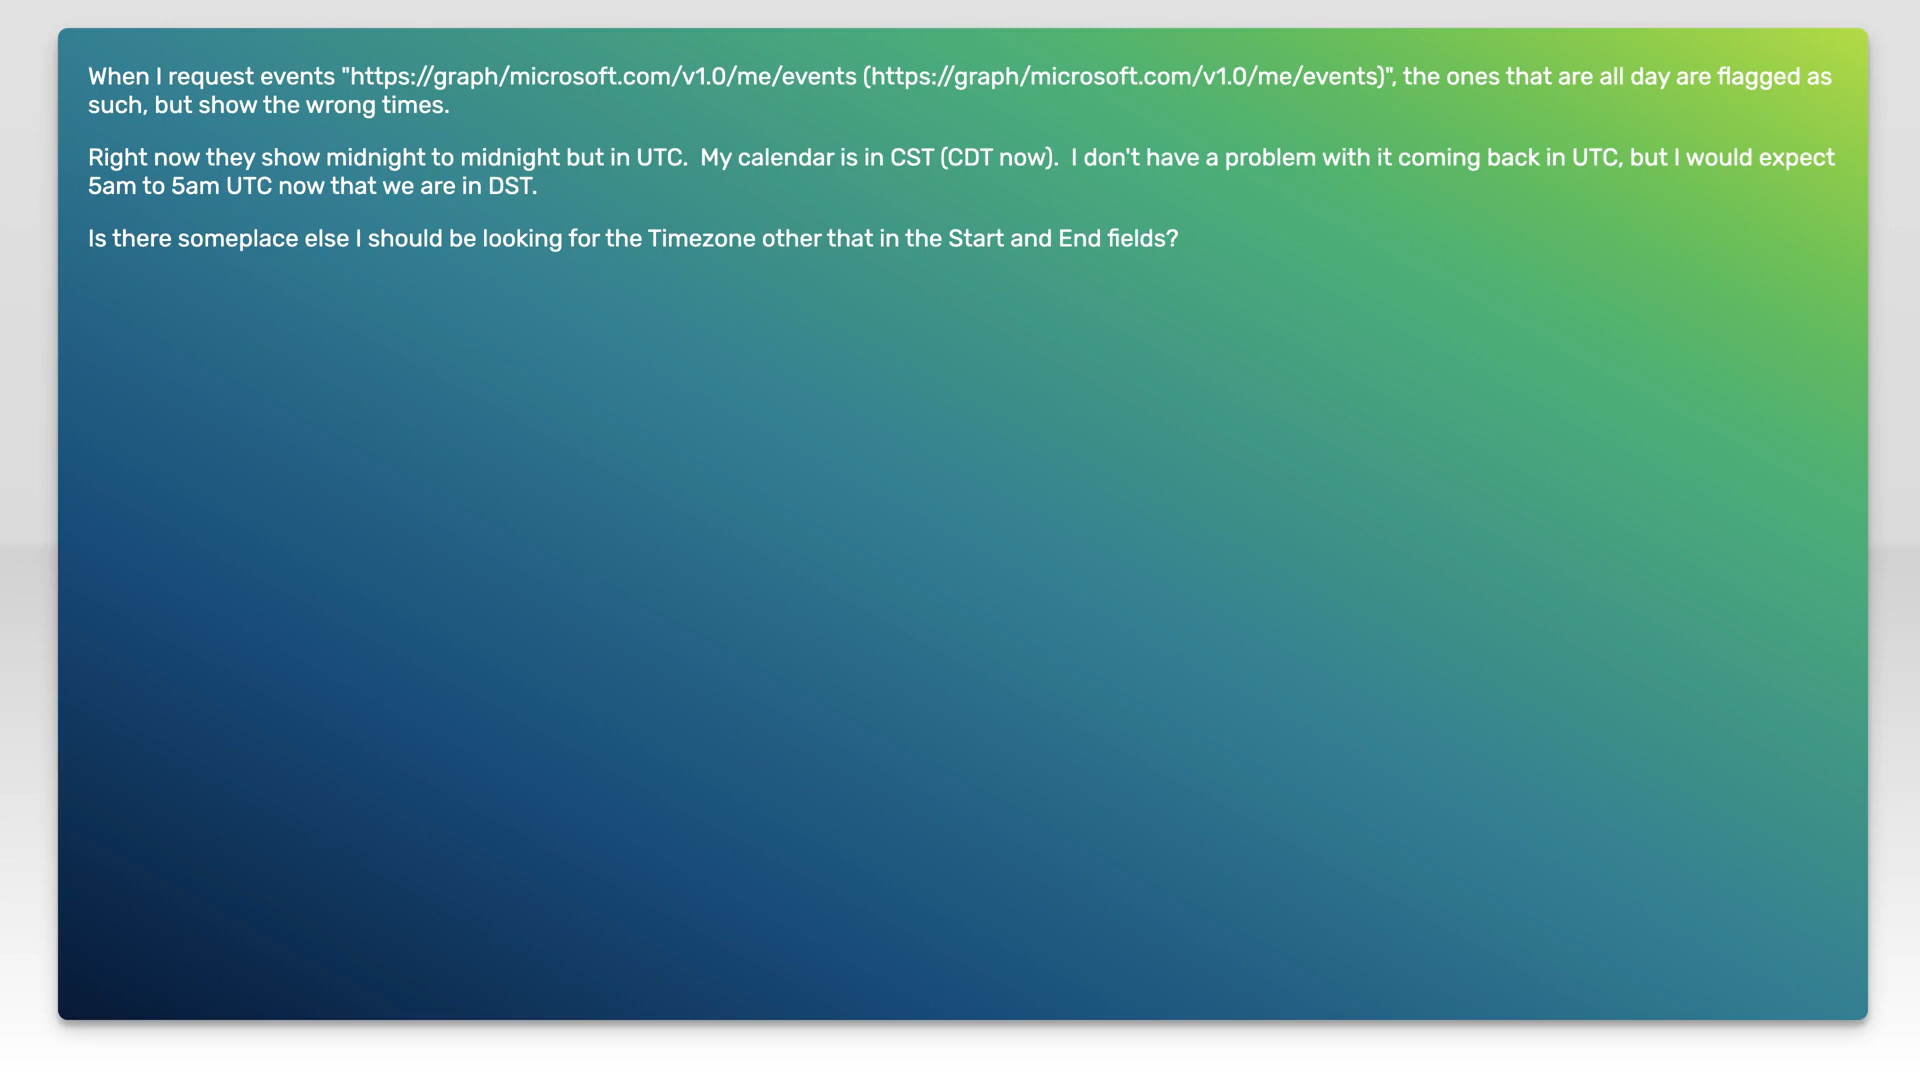 When I request events "https://graph/microsoft.com/v1.0/me/events (https://graph/microsoft.com/v1.0/me/events)", the ones that are all day are flagged as
such, but show the wrong times.
Right now they show midnight to midnight but in UTC.  My calendar is in CST (CDT now).  I don't have a problem with it coming back in UTC, but I would expect
5am to 5am UTC now that we are in DST.
Is there someplace else I should be looking for the Timezone other that in the Start and End fields?